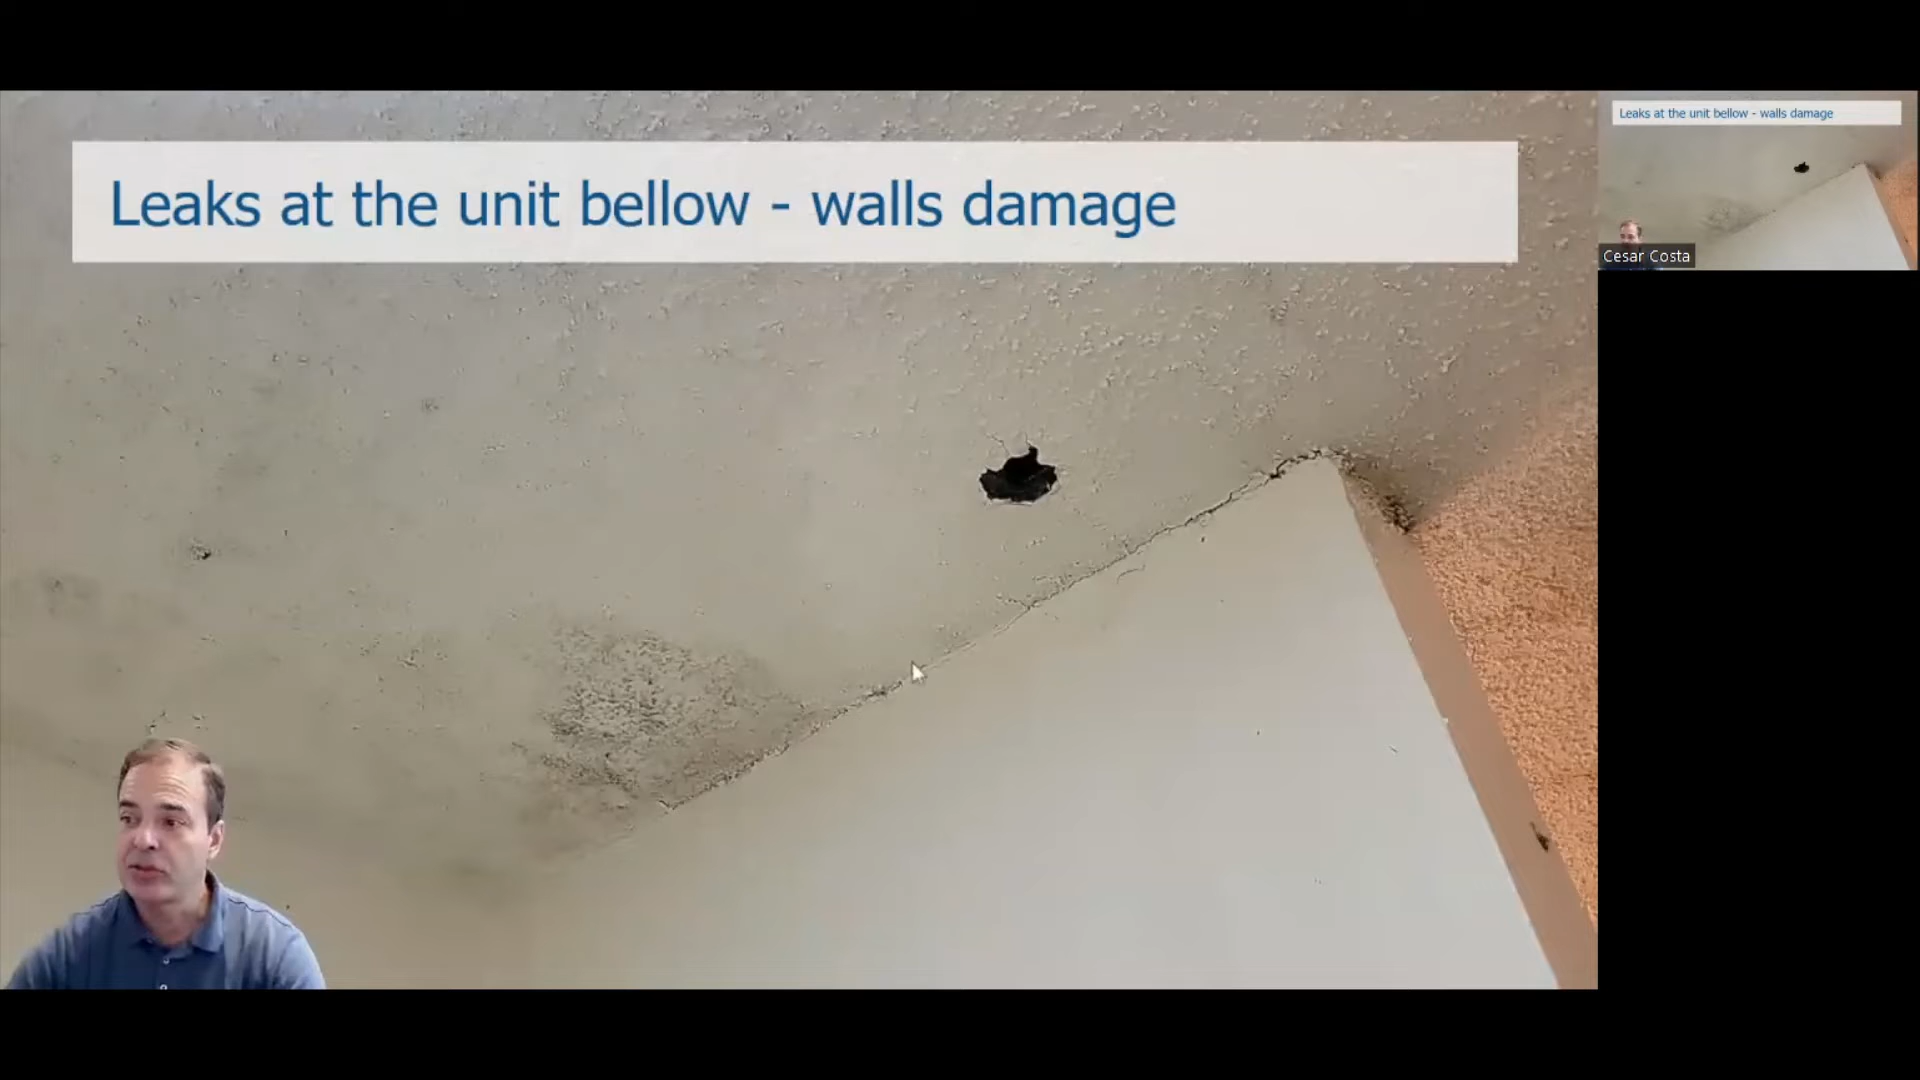 Leaks at the unit bellow - walls damage
Leaks at the unit bellow - walls damage
Cesar Costa